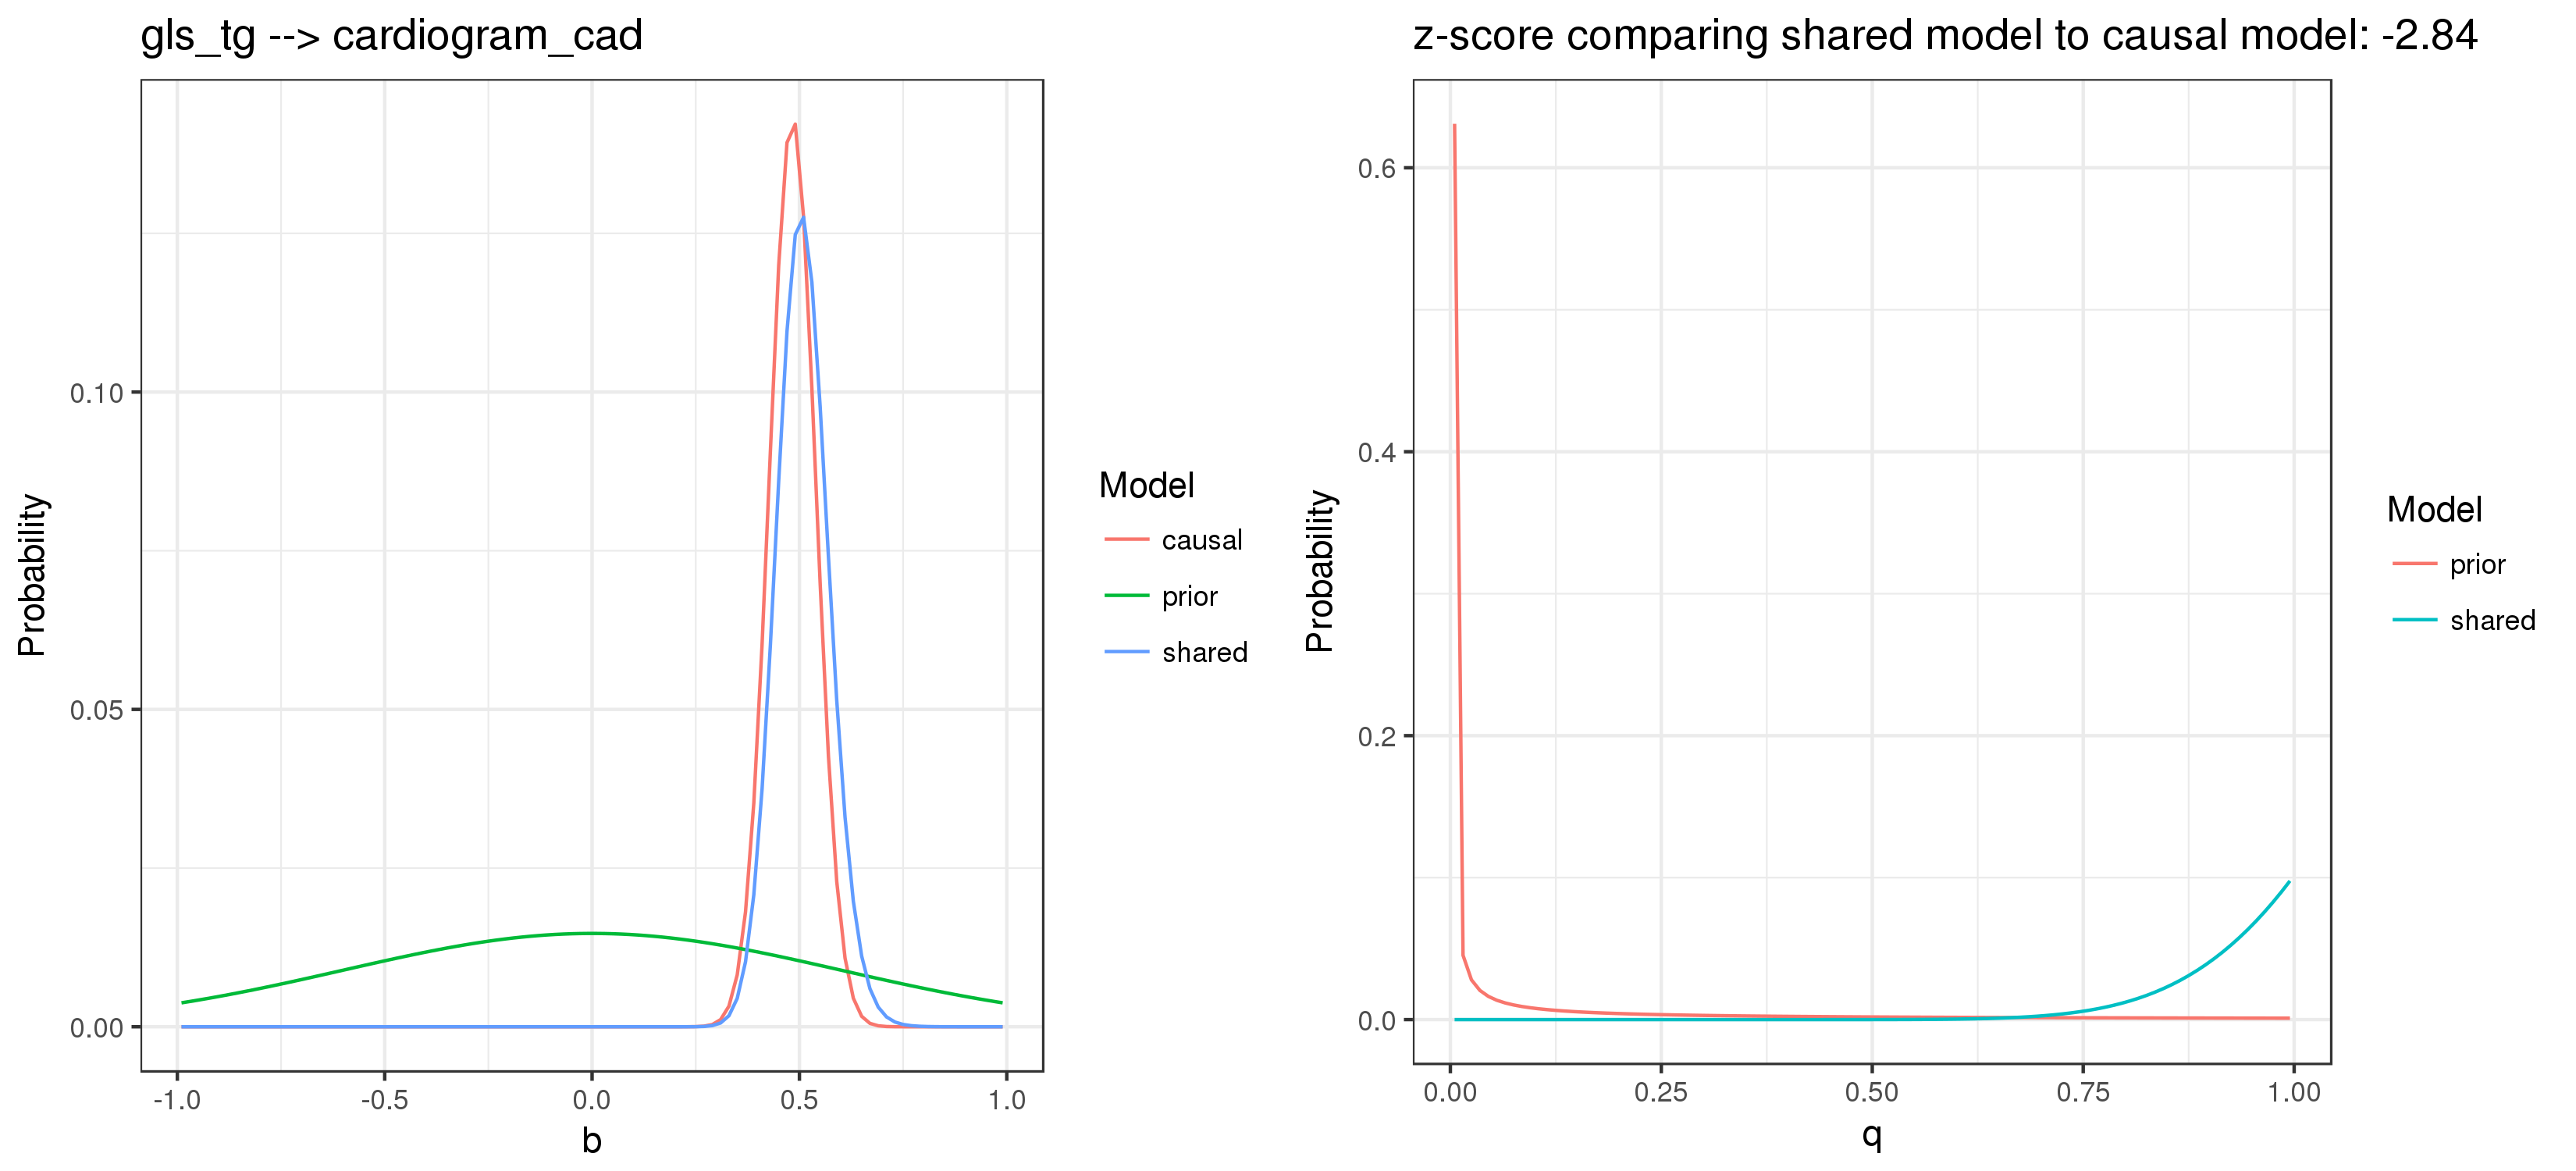 gls_tg --> cardiogram_cad
Probability
0.10
0.05
0.00
-1.0 -0.5 0.0 0.5 1.0
b
Model
causal
prior
shared
z-score comparing shared model to causal model: -2.84
Probability
0.6
0.4
0.2
0.0
0.00 0.25 0.50 0.75 1.00
q
Model
prior
shared